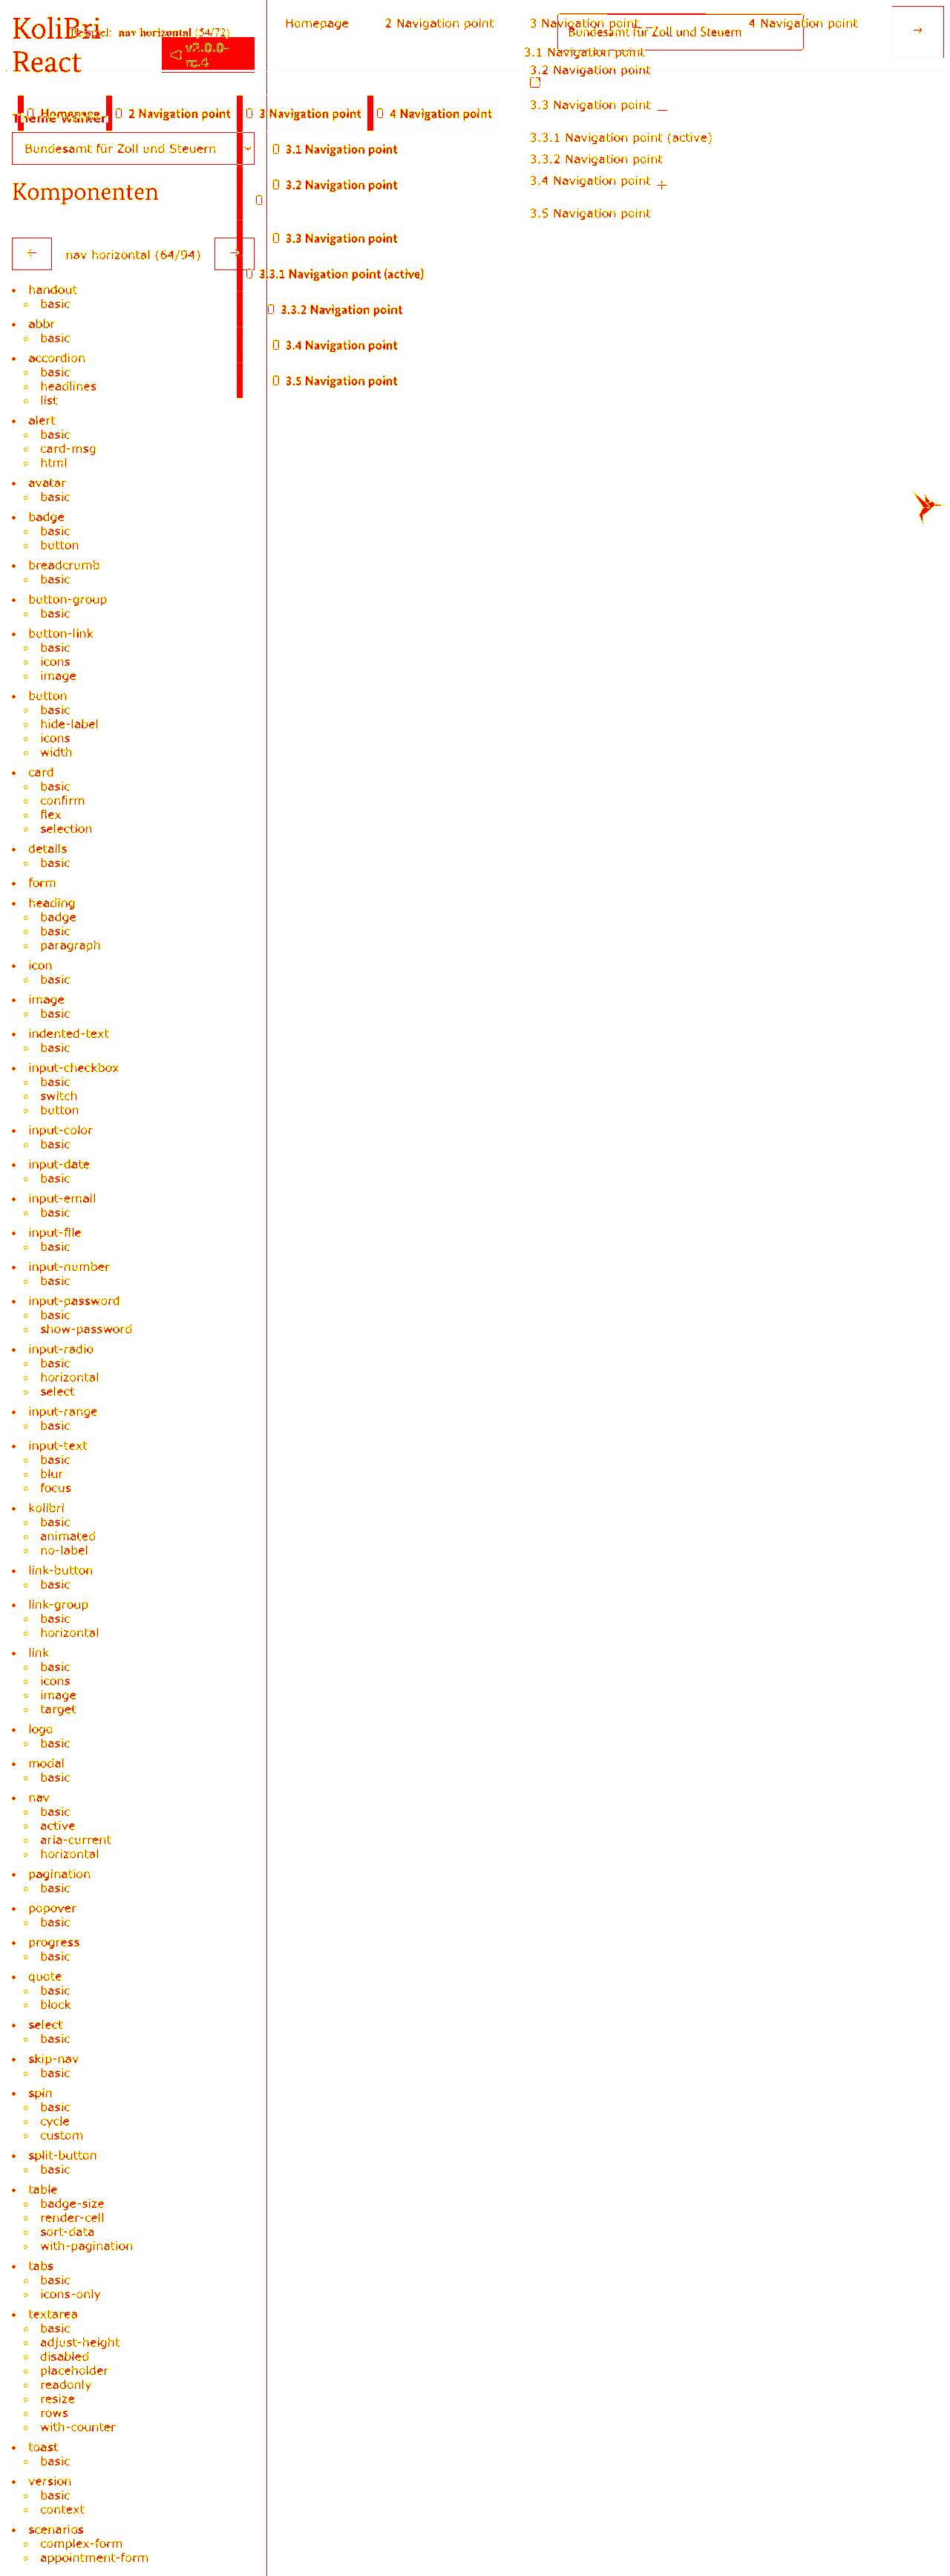 KoliBri
React
nav horizontal (54/72)
v2.0.0-
rc.4
Homepage
2 Navigation point
3 Navigation point
4 Navigation point
Bundesamt für Zoll und Steuern
→
3.1 Navigation point
3.2 Navigation point
3.3 Navigation point
3.3.1 Navigation point (active)
3.3.2 Navigation point
3.4 Navigation point
3.5 Navigation point
Homepage
2 Navigation point
3 Navigation point
4 Navigation point
3.1 Navigation point
3.2 Navigation point
3.3 Navigation point
3.3.1 Navigation point (active)
3.3.2 Navigation point
3.4 Navigation point
3.5 Navigation point
Bundesamt für Zoll und Steuern
Komponenten
← nav horizontal (64/94) →
• handout
◦ basic
• abbr
◦ basic
• accordion
◦ basic
◦ headlines
◦ list
• alert
◦ basic
◦ card-msg
◦ html
• avatar
◦ basic
• badge
◦ basic
◦ button
• breadcrumb
◦ basic
• button-group
◦ basic
• button-link
◦ basic
◦ icons
◦ image
• button
◦ basic
◦ hide-label
◦ icons
◦ width
• card
◦ basic
◦ confirm
◦ flex
◦ selection
• details
◦ basic
• form
• heading
◦ badge
◦ basic
◦ paragraph
• icon
◦ basic
• image
◦ basic
• indented-text
◦ basic
• input-checkbox
◦ basic
◦ switch
◦ button
• input-color
◦ basic
• input-date
◦ basic
• input-email
◦ basic
• input-file
◦ basic
• input-number
◦ basic
• input-password
◦ basic
◦ show-password
• input-radio
◦ basic
◦ horizontal
◦ select
• input-range
◦ basic
• input-text
◦ basic
◦ blur
◦ focus
• kolibri
◦ basic
◦ animated
◦ no-label
• link-button
◦ basic
• link-group
◦ basic
◦ horizontal
• link
◦ basic
◦ icons
◦ image
◦ target
• logo
◦ basic
• modal
◦ basic
• nav
◦ basic
◦ active
◦ aria-current
◦ horizontal
• pagination
◦ basic
• popover
◦ basic
• progress
◦ basic
• quote
◦ basic
◦ block
• select
◦ basic
• skip-nav
◦ basic
• spin
◦ basic
◦ cycle
◦ custom
• split-button
◦ basic
• table
◦ badge-size
◦ render-cell
◦ sort-data
◦ with-pagination
• tabs
◦ basic
◦ icons-only
• textarea
◦ basic
◦ adjust-height
◦ disabled
◦ placeholder
◦ readonly
◦ resize
◦ rows
◦ with-counter
• toast
◦ basic
• version
◦ basic
◦ context
• scenarios
◦ complex-form
◦ appointment-form